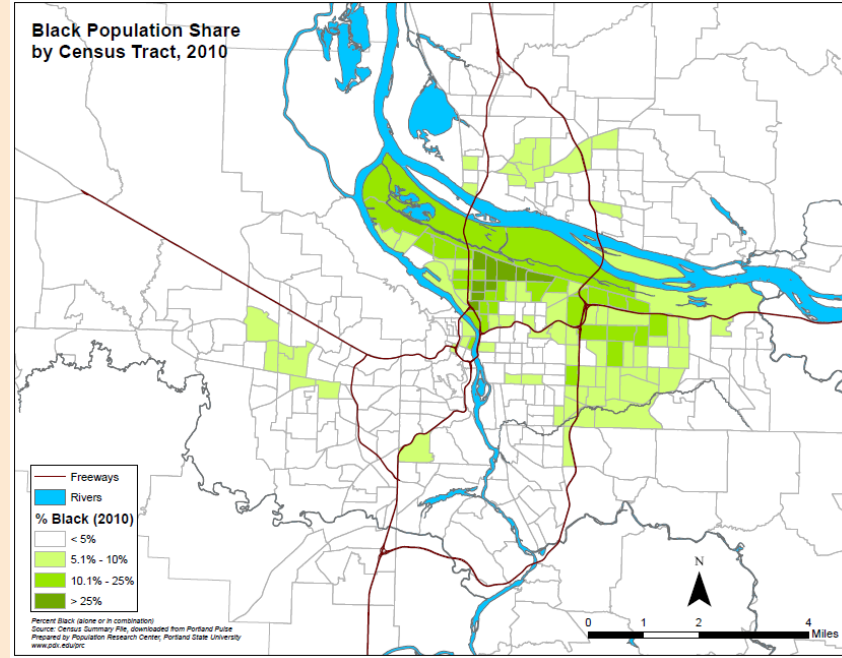 Black Population Share
by Census Tract, 2010
Freeways
Rivers
% Black (2010)
< 5%
5.1% - 10%
10.1% - 25%
> 25%
Percent Black (alone or in combination)
Source: Census Summary File, downloaded from Portland Pulse
Prepared by Population Research Center, Portland State University
www.pdx.edu/prc
N
0 1 2 4
Miles